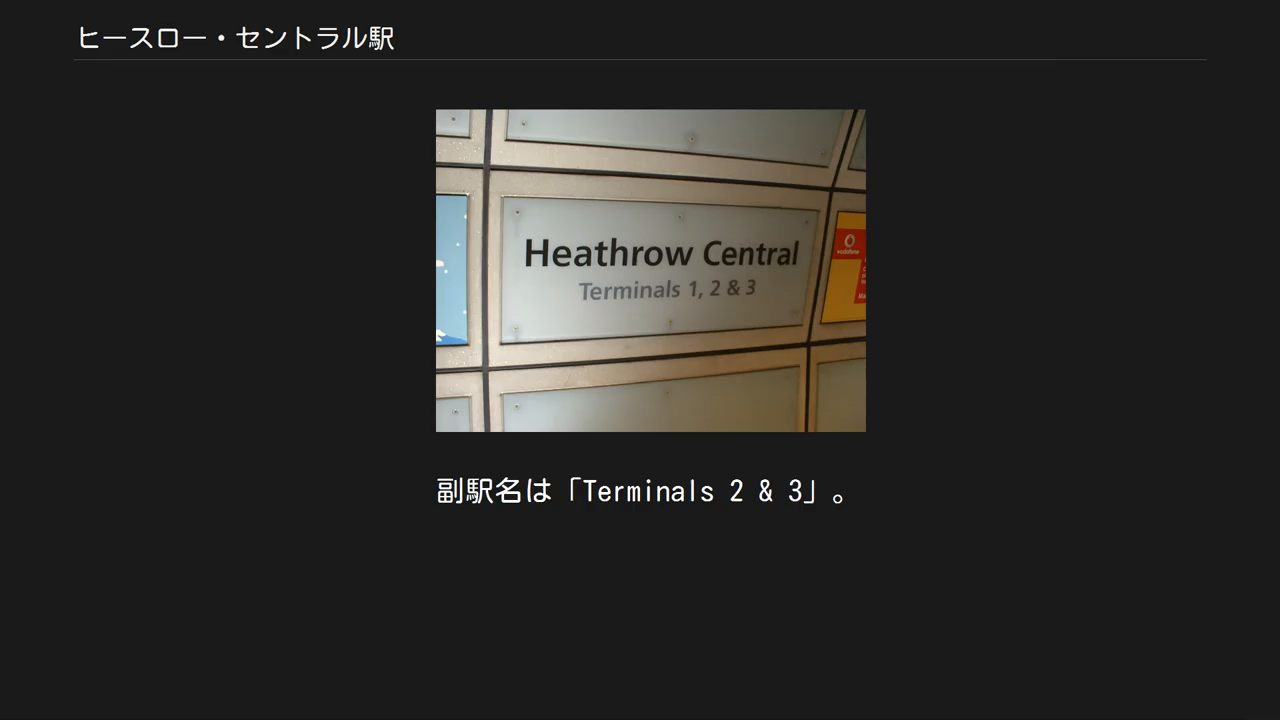 ヒースロー・セントラル駅
Heathrow Central
Terminals 1, 2 & 3
vodafone
副駅名は「Terminals 2 & 3」。